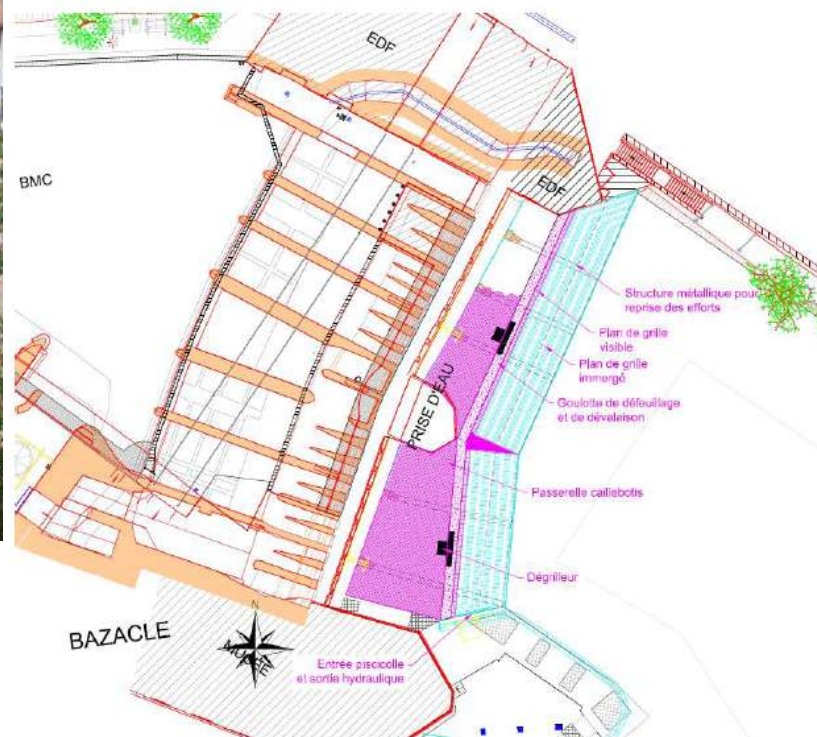 EDF
BMC
EDF
Structure métallique pour
reprise des efforts
Plan de grille
visible
Plan de grille
immergé
Goulotte de défeuillage
et de dévalaison
PRISE D'EAU
Passerelle caillebotis
Dégrilleur
BAZACLE
N
Entrée piscicolle
et sortie hydraulique